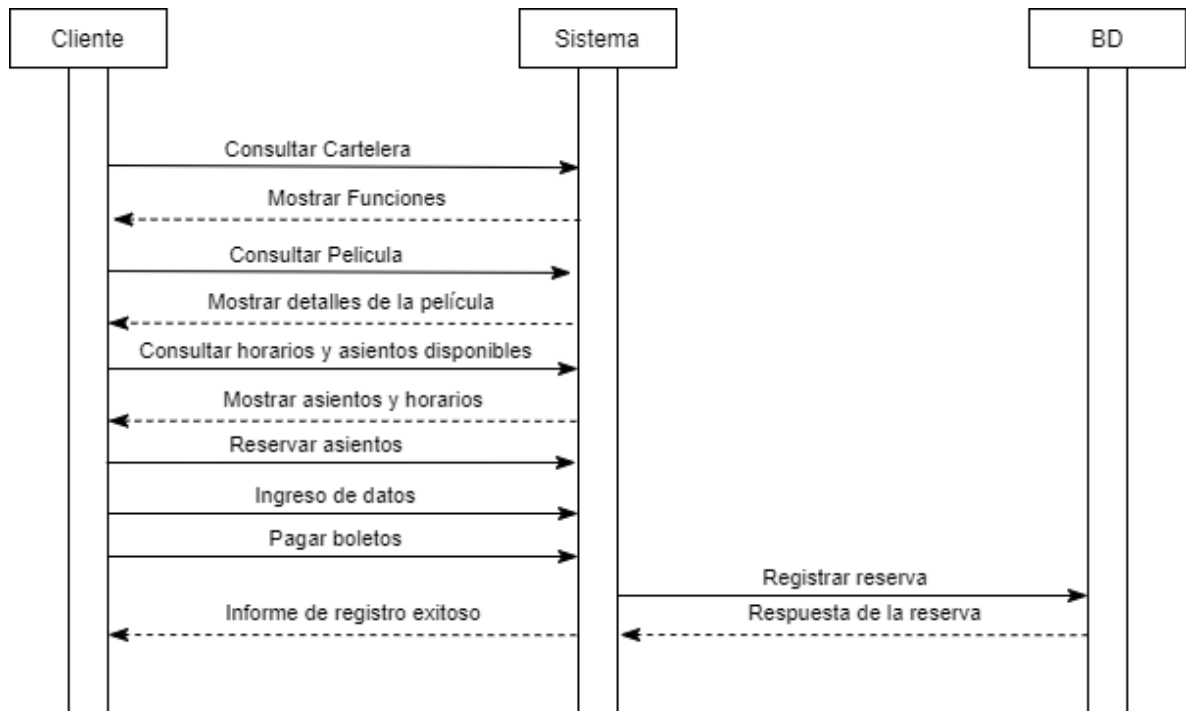 Cliente
Sistema
BD
Consultar Cartelera
Mostrar Funciones
Consultar Pelicula
Mostrar detalles de la película
Consultar horarios y asientos disponibles
Mostrar asientos y horarios
Reservar asientos
Ingreso de datos
Pagar boletos
Registrar reserva
Informe de registro exitoso
Respuesta de la reserva